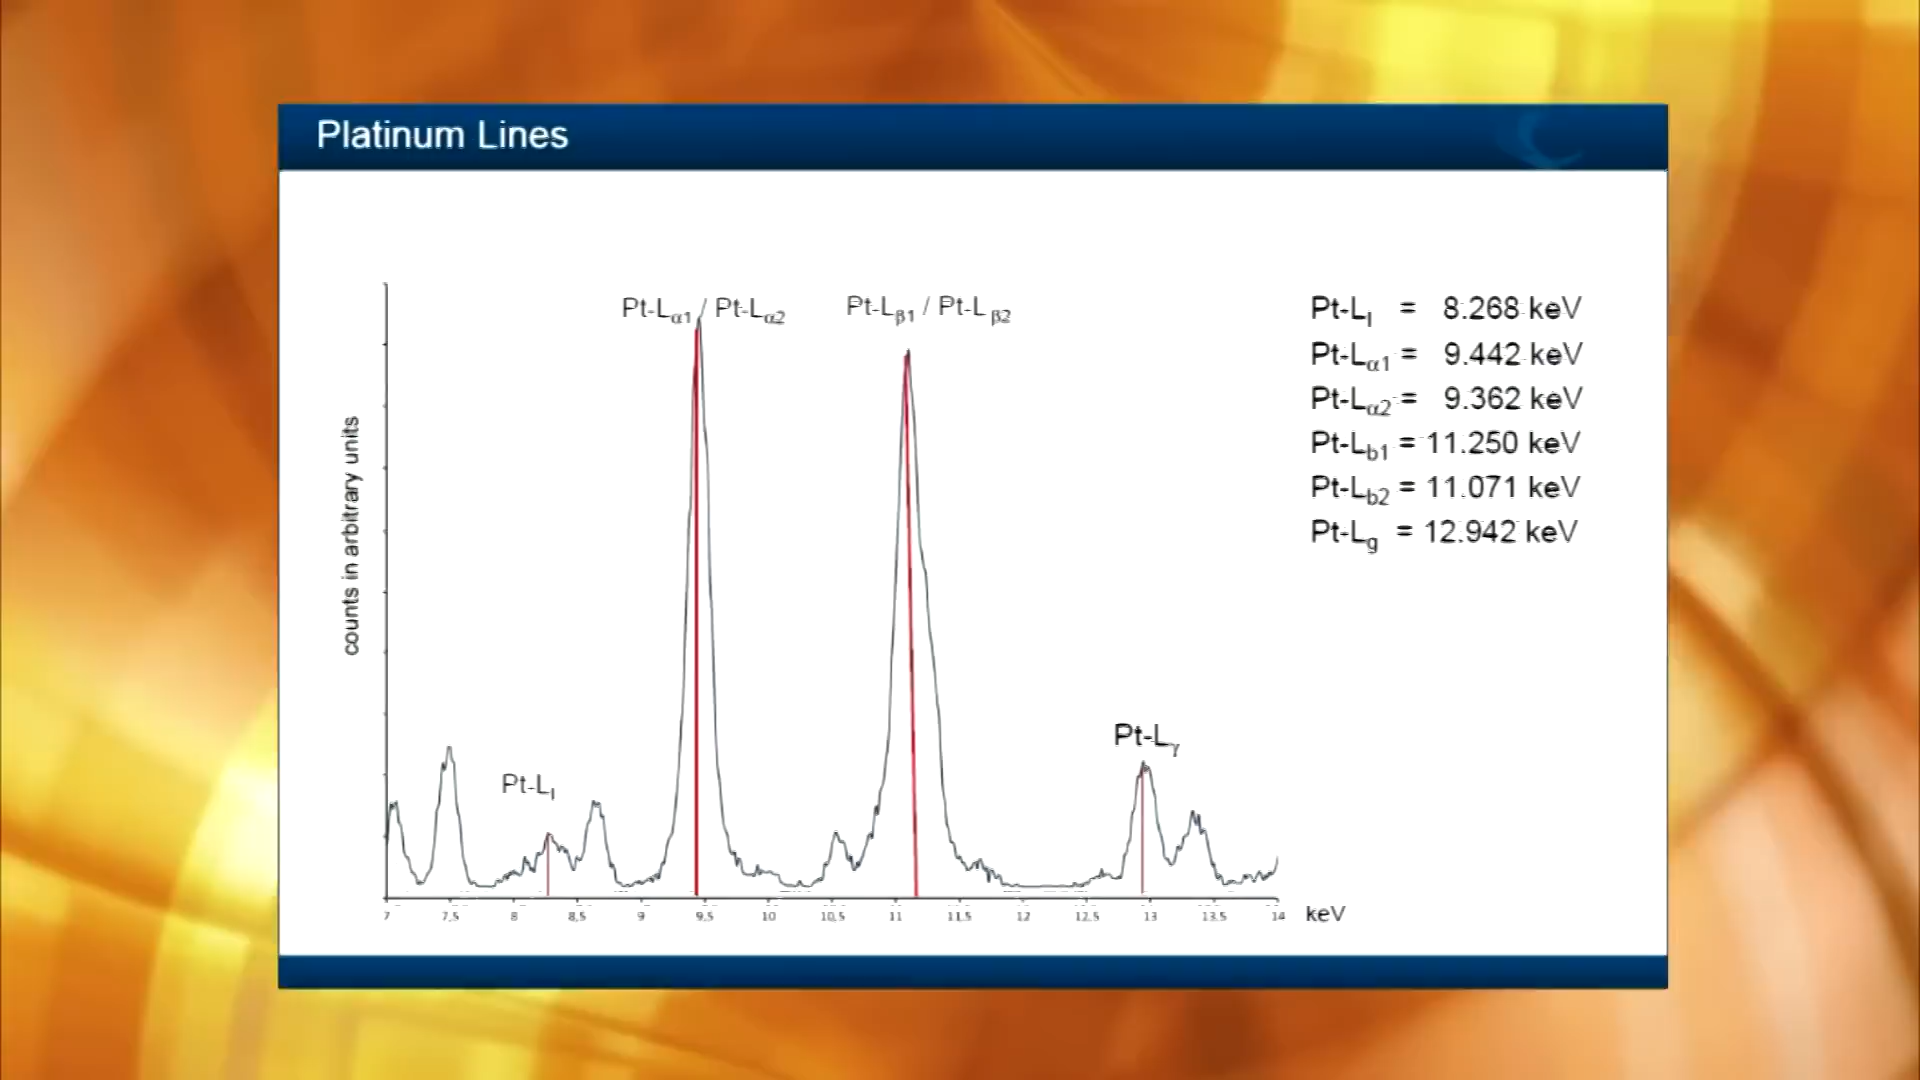 Platinum Lines
Pt-Lα1 / Pt-Lα2
Pt-Lβ1 / Pt-Lβ2
Pt-Ll = 8.268 keV
Pt-Lα1 = 9.442 keV
Pt-Lα2 = 9.362 keV
Pt-Lb1 = 11.250 keV
Pt-Lb2 = 11.071 keV
Pt-Lg = 12.942 keV
counts in arbitrary units
Pt-Ll
Pt-Lγ
7 7,5 8 8,5 9 9,5 10 10,5 11 11,5 12 12,5 13 13,5 14 keV